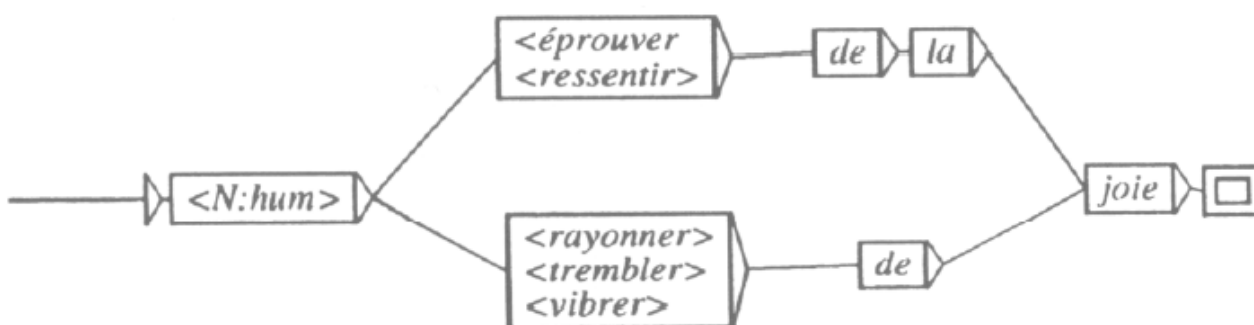 <éprouver
<ressentir>
de
la
<N:hum>
joie
<rayonner>
<trembler>
<vibrer>
de